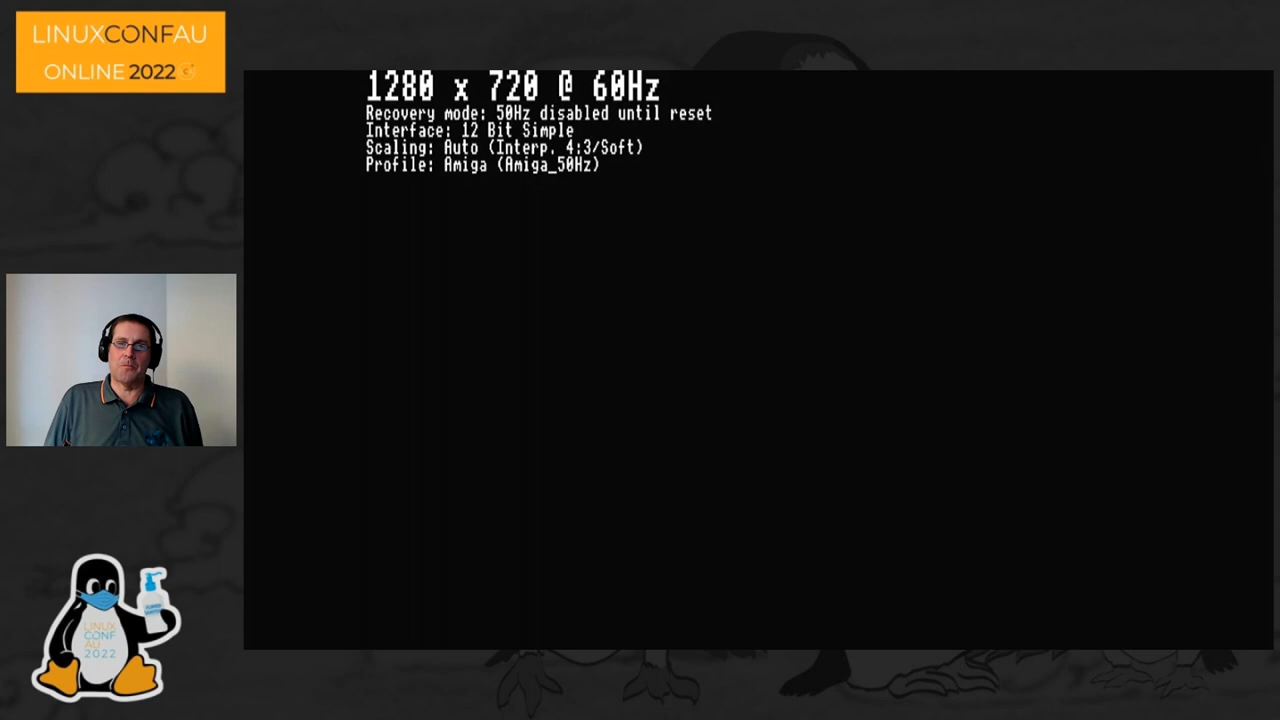 LINUXCONFAU
ONLINE 2022
1280 x 720 @ 60Hz
Recovery mode: 50Hz disabled until reset
Interface: 12 Bit Simple
Scaling: Auto (Interp. 4:3/Soft)
Profile: Amiga (Amiga_50Hz)
LINUX
CONF
AU
2022